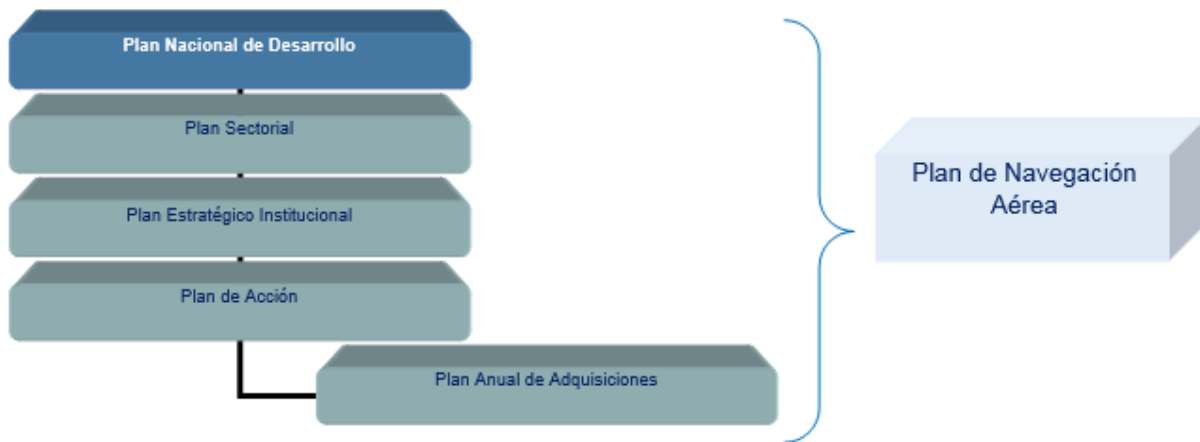 Plan Nacional de Desarrollo
Plan Sectorial
Plan Estratégico Institucional
Plan de Acción
Plan Anual de Adquisiciones
Plan de Navegación
Aérea